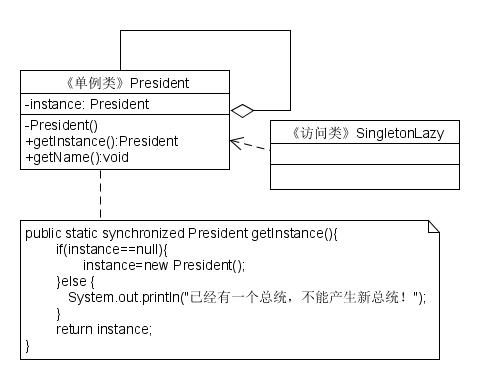 《单例类》President
-instance: President
-President()
+getInstance():President
+getName():void
《访问类》SingletonLazy
public static synchronized President getInstance(){
if(instance==null){
instance=new President();
}else {
System.out.println("已经有一个总统，不能产生新总统！");
}
return instance;
}